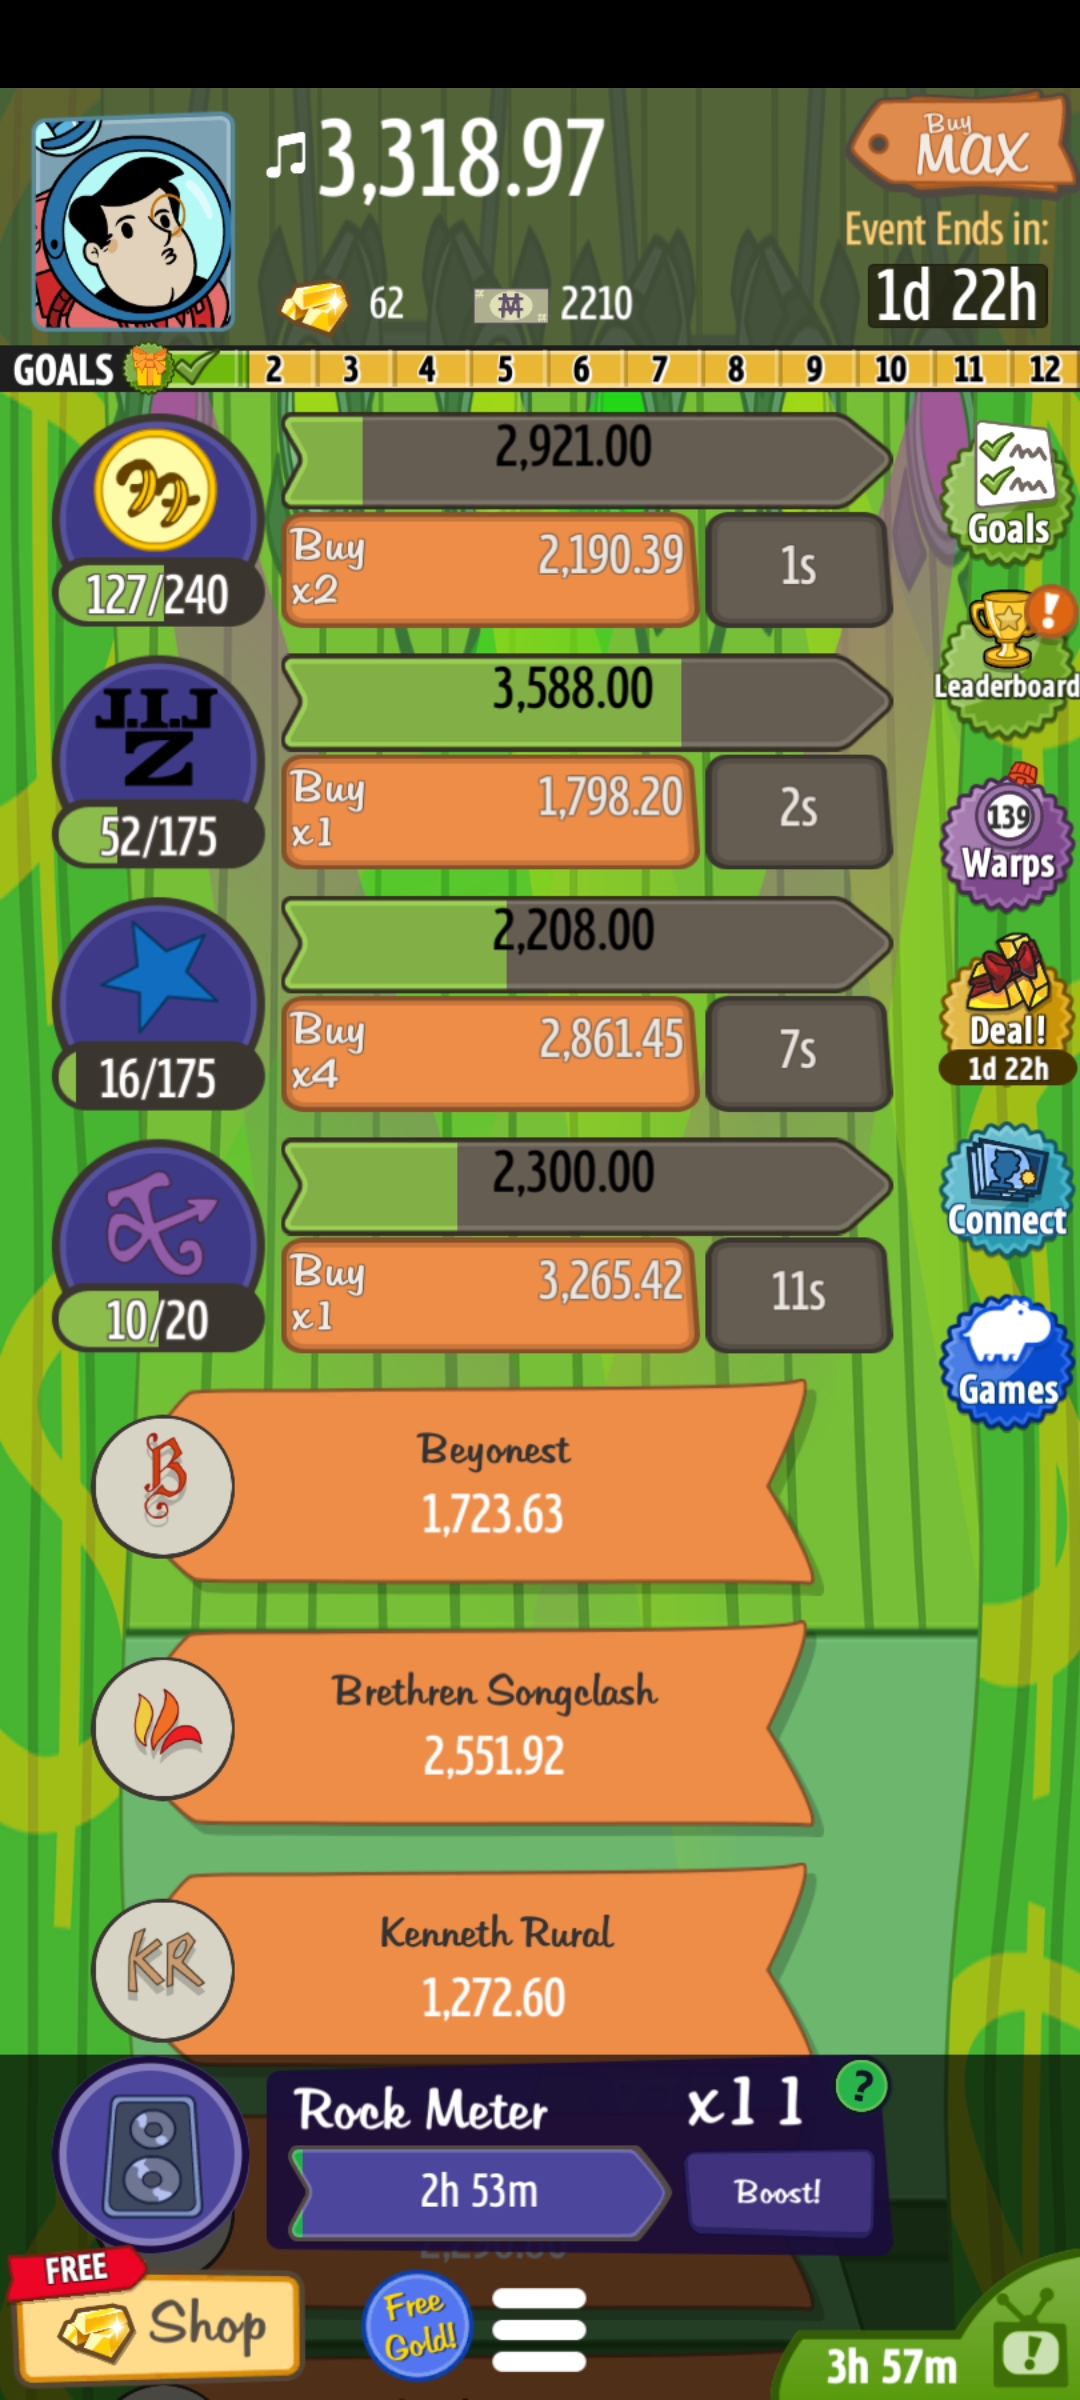 ♫3,318.97
Buy
MAX
Event Ends in:
62
2210
1d 22h
GOALS 2 3 4 5 6 7 8 9 10 11 12
2,921.00
Buy
x2
2,190.39
1s
127/240
Goals
J.I.J
Z
3,588.00
Buy
x1
1,798.20
2s
52/175
!
Leaderboard
139
Warps
2,208.00
Buy
x4
2,861.45
7s
16/175
Deal!
1d 22h
2,300.00
Buy
x1
3,265.42
11s
10/20
Connect
Games
B
Beyonest
1,723.63
Brethren Songclash
2,551.92
KR
Kenneth Rural
1,272.60
Rock Meter
x11
?
2h 53m
Boost!
FREE
Shop
Free
Gold!
3h 57m
!